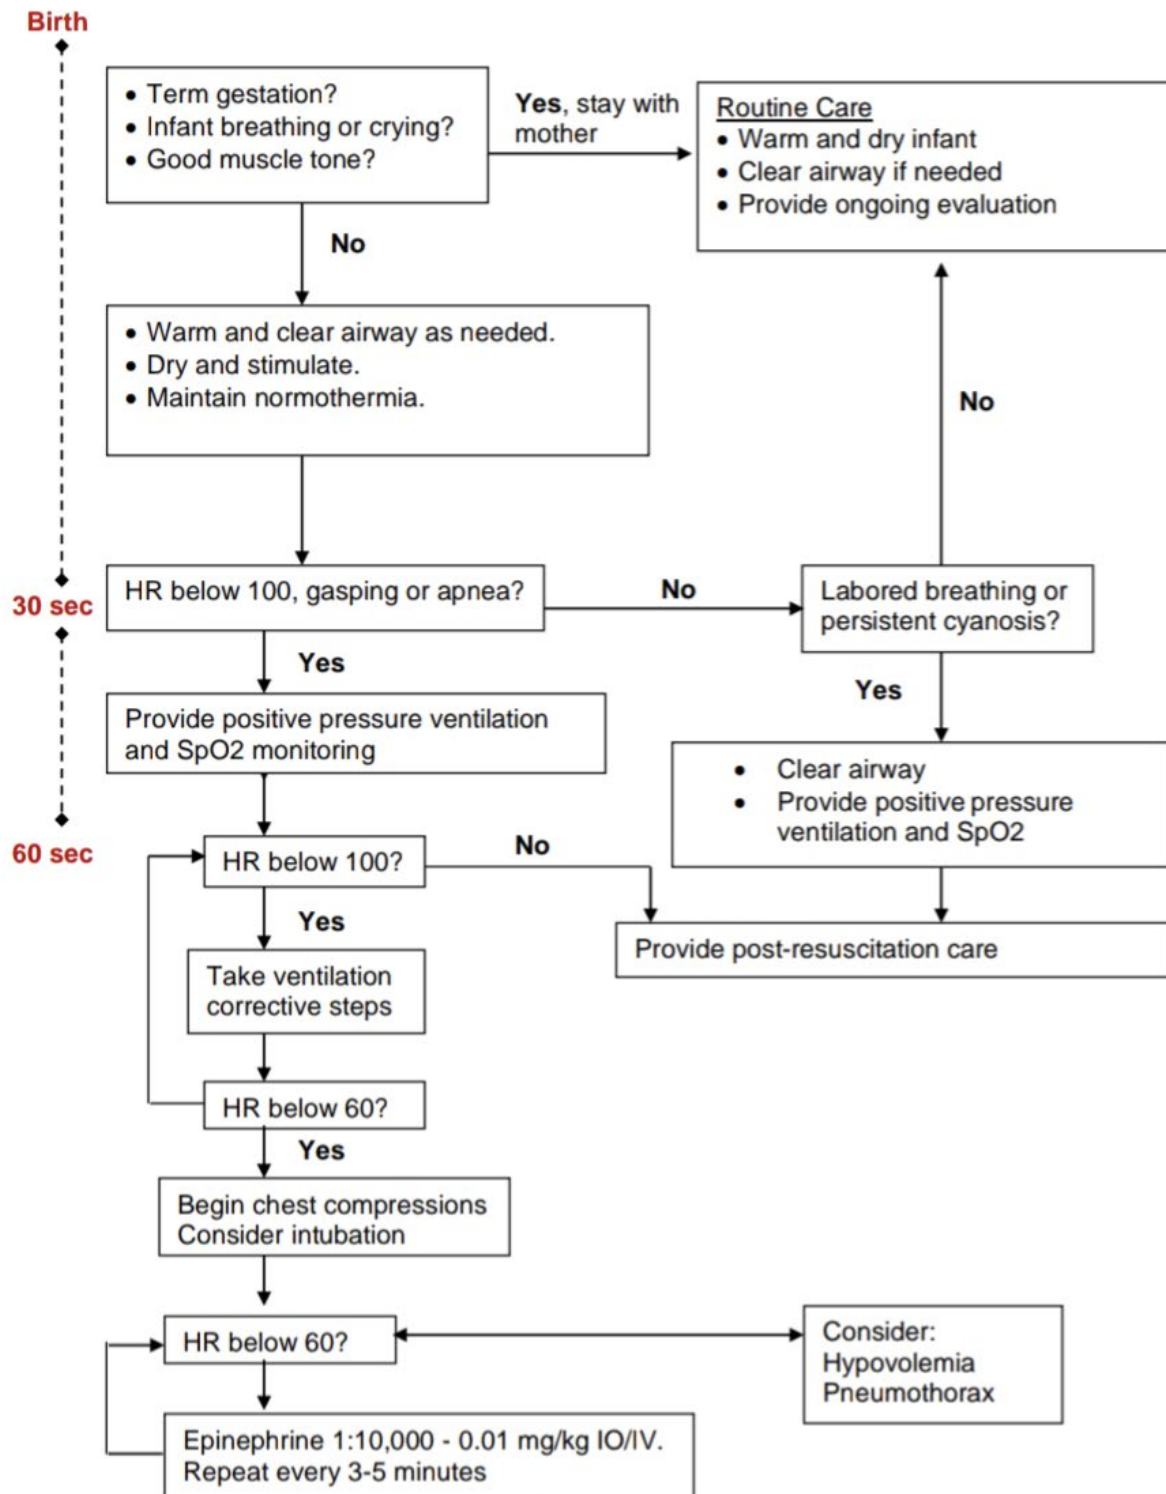 Birth
• Term gestation?
• Infant breathing or crying?
• Good muscle tone?
Yes, stay with
mother
Routine Care
• Warm and dry infant
• Clear airway if needed
• Provide ongoing evaluation
No
• Warm and clear airway as needed.
• Dry and stimulate.
• Maintain normothermia.
No
30 sec
HR below 100, gasping or apnea?
No
Labored breathing or
persistent cyanosis?
Yes
Yes
Provide positive pressure ventilation
and SpO2 monitoring
• Clear airway
• Provide positive pressure
ventilation and SpO2
60 sec
HR below 100?
No
Yes
Provide post-resuscitation care
Take ventilation
corrective steps
HR below 60?
Yes
Begin chest compressions
Consider intubation
HR below 60?
Consider:
Hypovolemia
Pneumothorax
Epinephrine 1:10,000 - 0.01 mg/kg IO/IV.
Repeat every 3-5 minutes